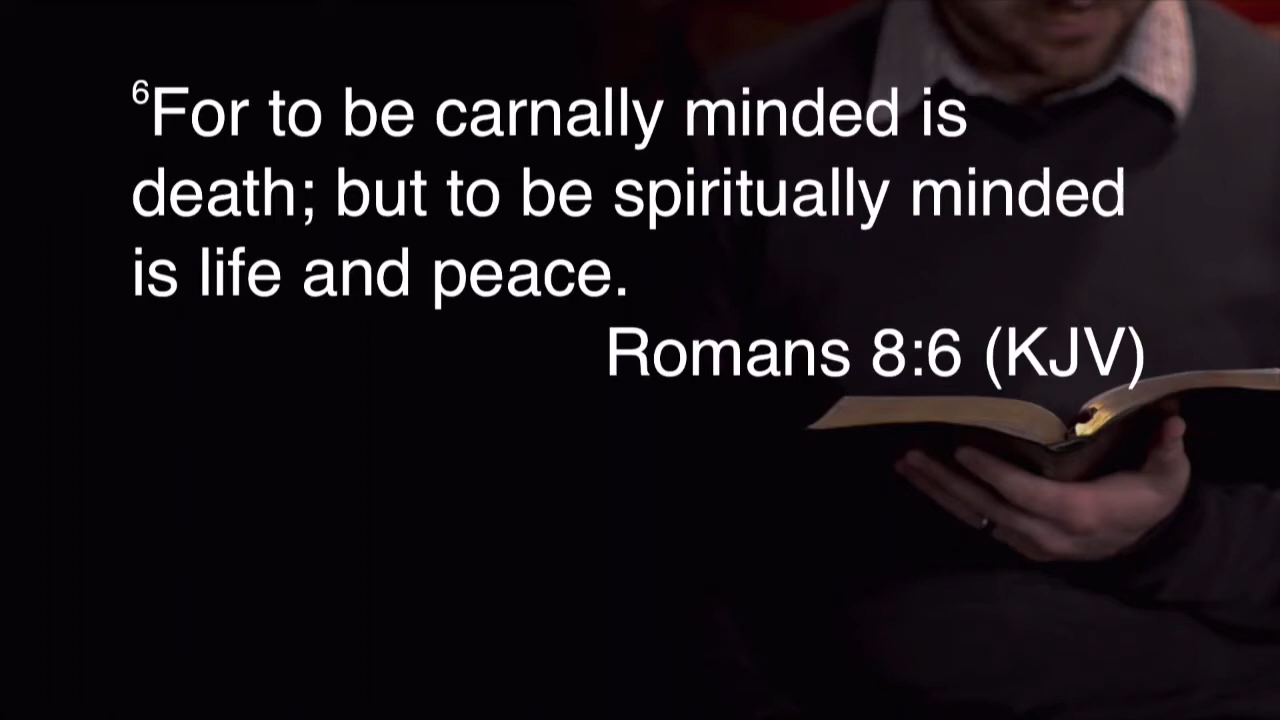 6For to be carnally minded is
death; but to be spiritually minded
is life and peace.
Romans 8:6 (KJV)